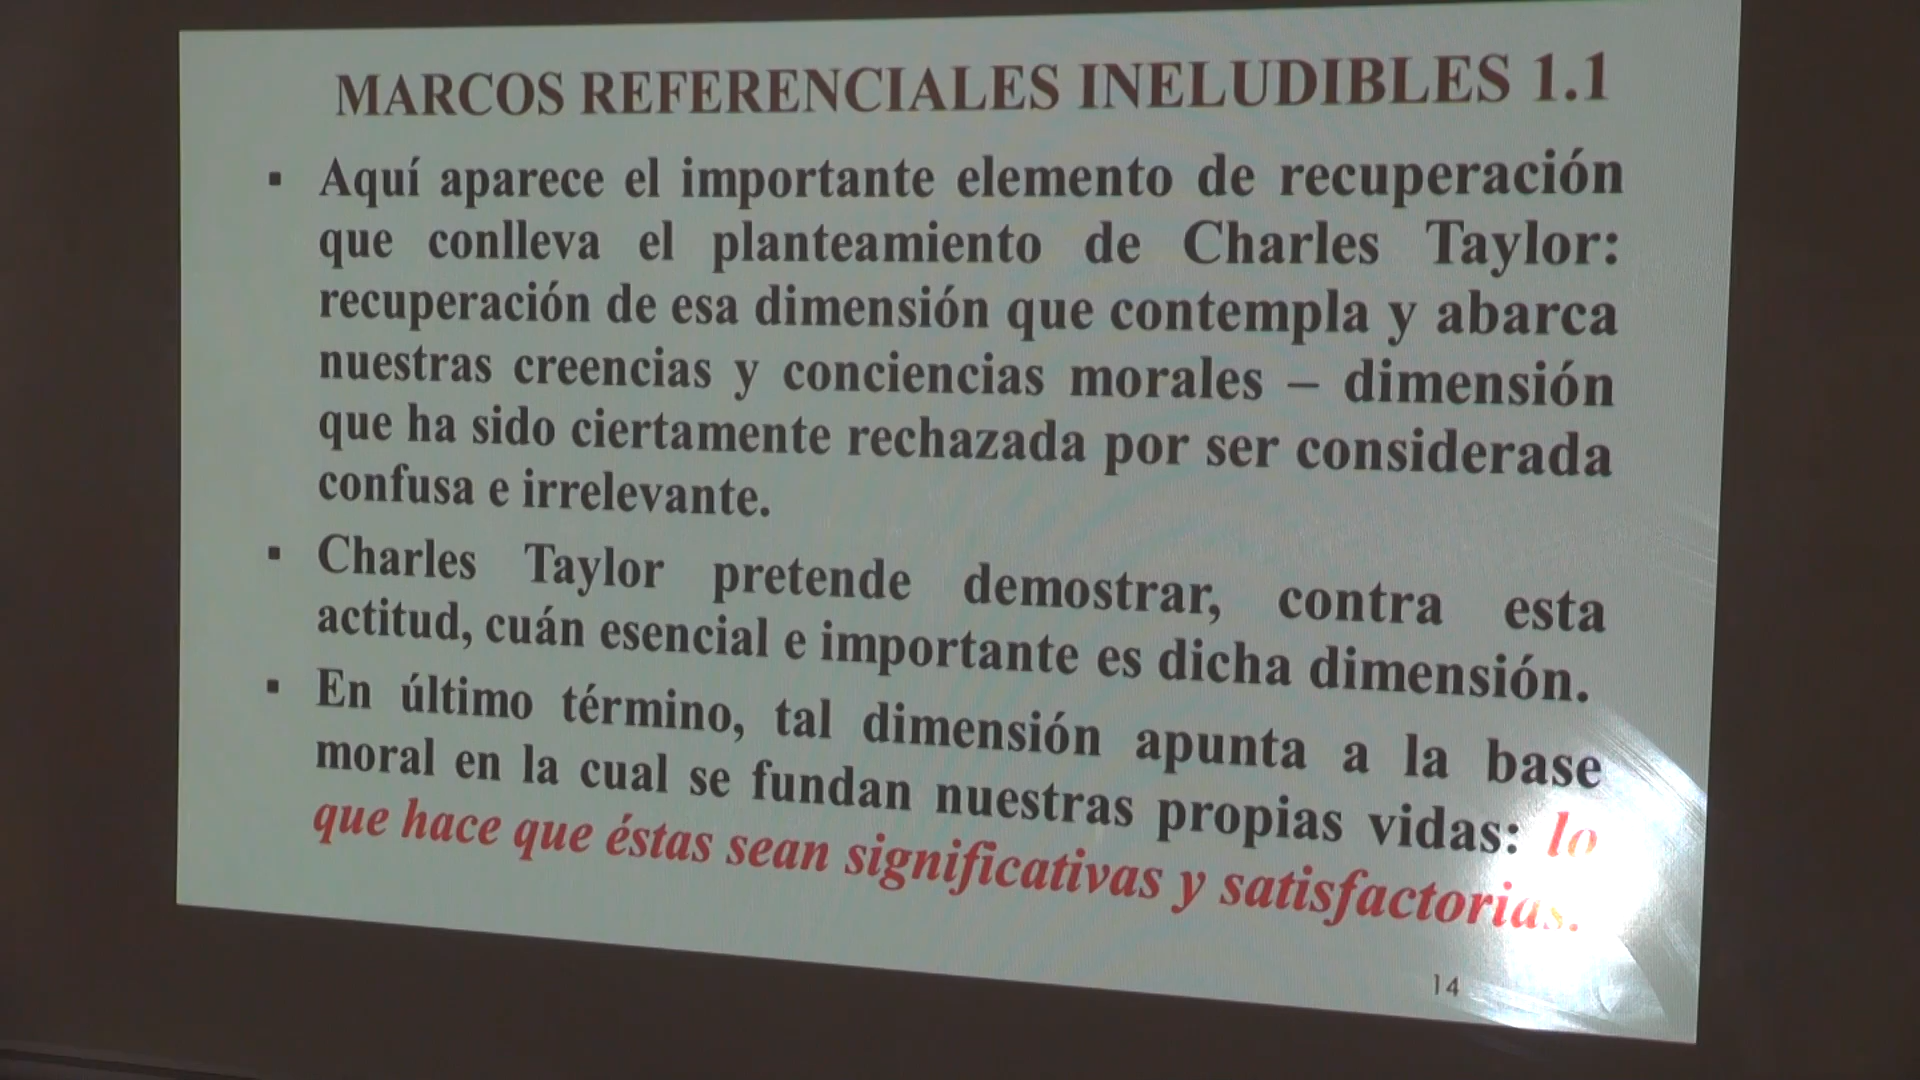 MARCOS REFERENCIALES INELUDIBLES 1.1
▪ Aquí aparece el importante elemento de recuperación
que conlleva el planteamiento de Charles Taylor:
recuperación de esa dimensión que contempla y abarca
nuestras creencias y conciencias morales – dimensión
que ha sido ciertamente rechazada por ser considerada
confusa e irrelevante.
▪ Charles Taylor pretende demostrar, contra esta
actitud, cuán esencial e importante es dicha dimensión.
▪ En último término, tal dimensión apunta a la base
moral en la cual se fundan nuestras propias vidas: lo
que hace que éstas sean significativas y satisfactorias.
14